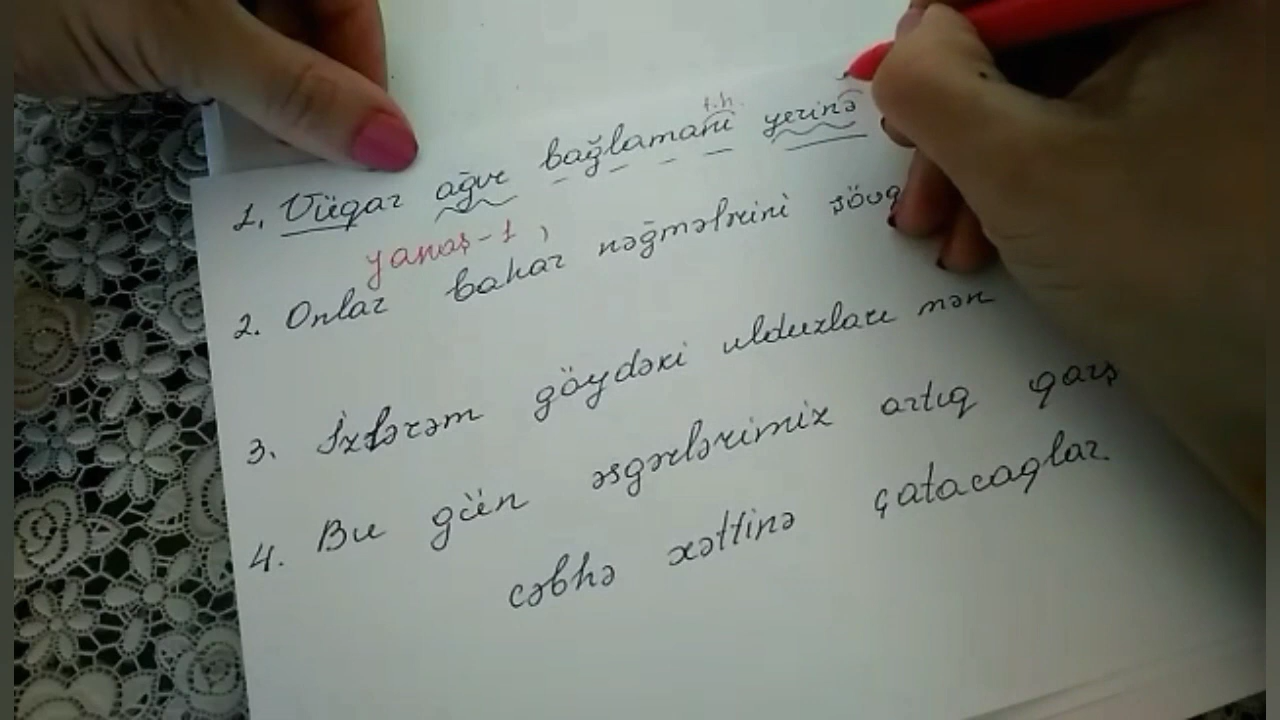 t.h.
1. Vüqar ağır bağlamanı yerinə
yanaş-1,
2. Onlar bahar nəğmələrini
3. İzlərəm göydəki ulduzları mən
4. Bu gün əsgərlərimiz artıq
cəbhə xəttinə çatacaqlar